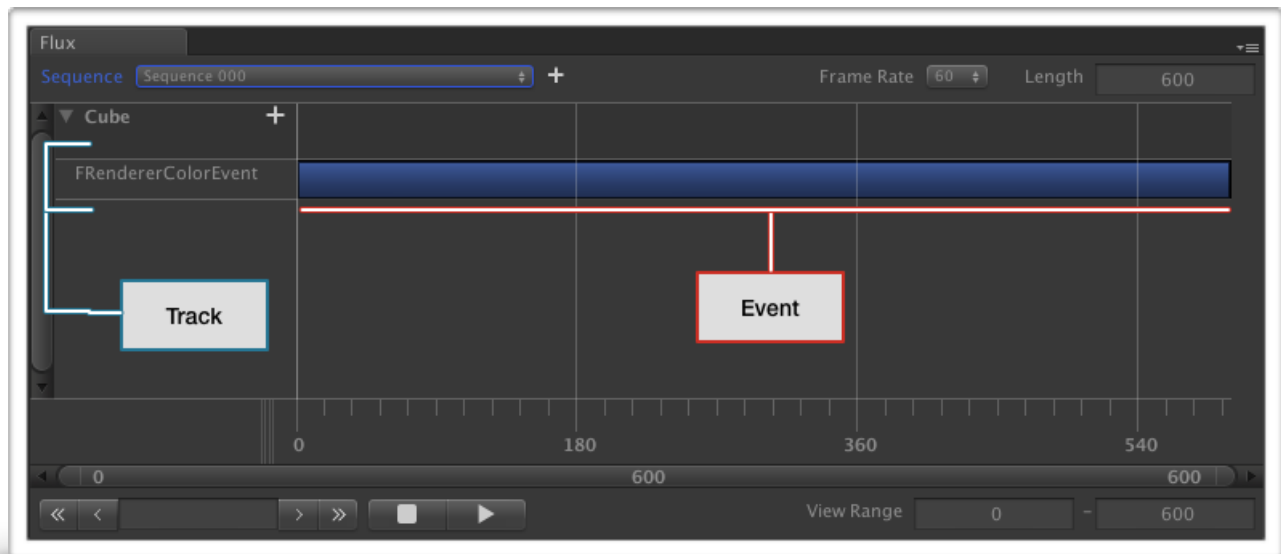 Flux
Sequence Sequence 000 + Frame Rate 60 Length 600
Cube +
FRendererColorEvent
Track
Event
0 180 360 540
0 600 600
View Range 0 - 600